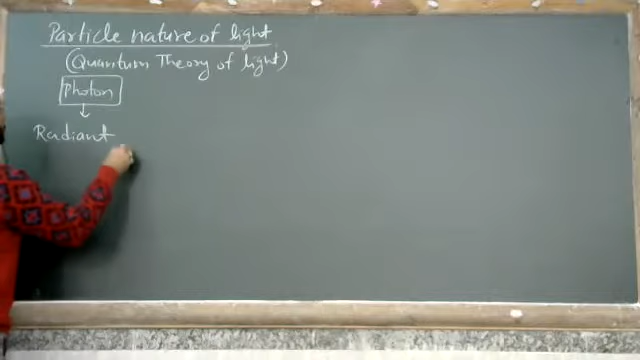 Particle nature of light
(Quantum Theory of light)
Photon
Radiant